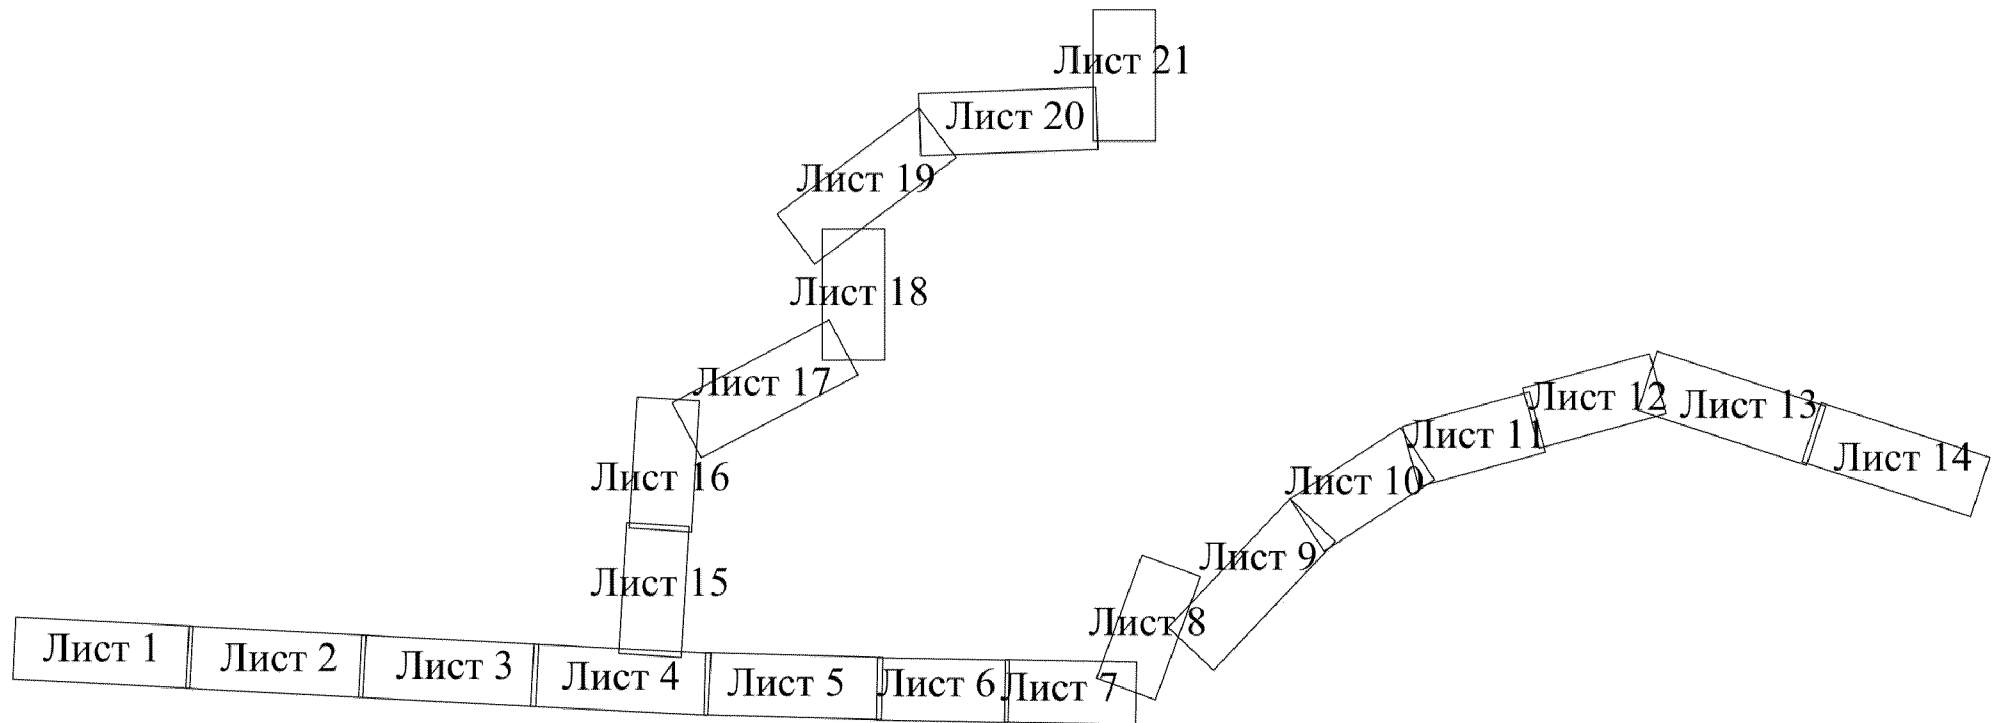 Лист 21
Лист 20
Лист 19
Лист 18
Лист 17
Лист 16
Лист 15
Лист 1
Лист 2
Лист 3
Лист 4
Лист 5
Лист 6
Лист 7
Лист 8
Лист 9
Лист 10
Лист 11
Лист 12
Лист 13
Лист 14